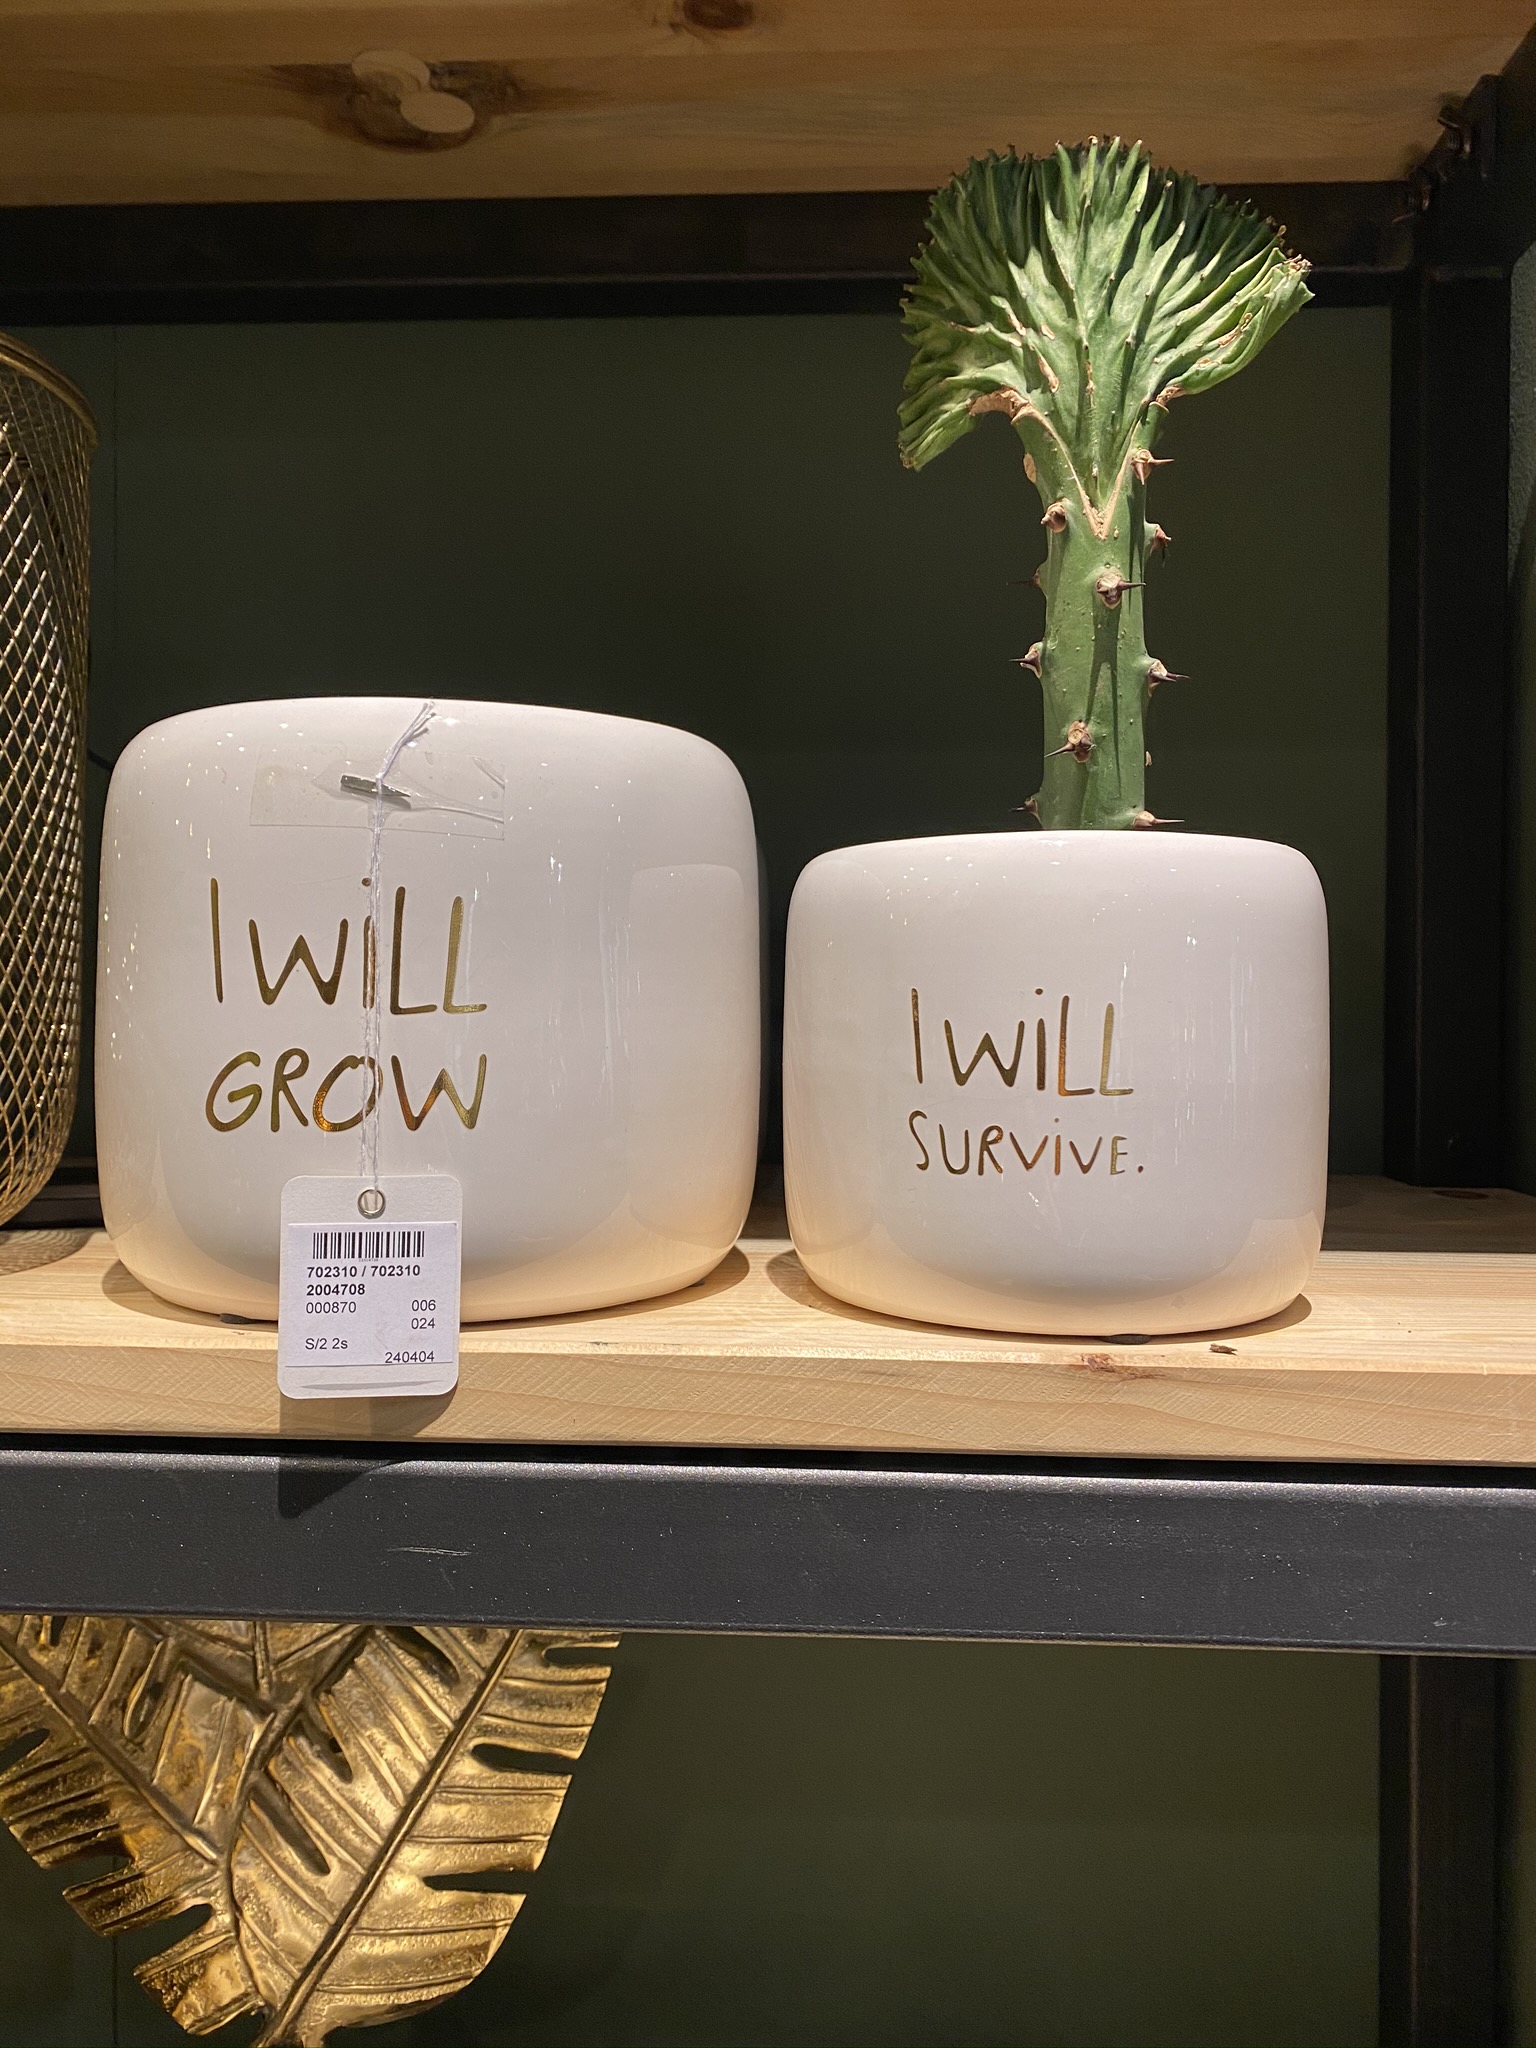 I WiLL
GROW
702310 / 702310
2004708
000870 006
024
S/2 2s
240404
I WiLL
SURViVE.